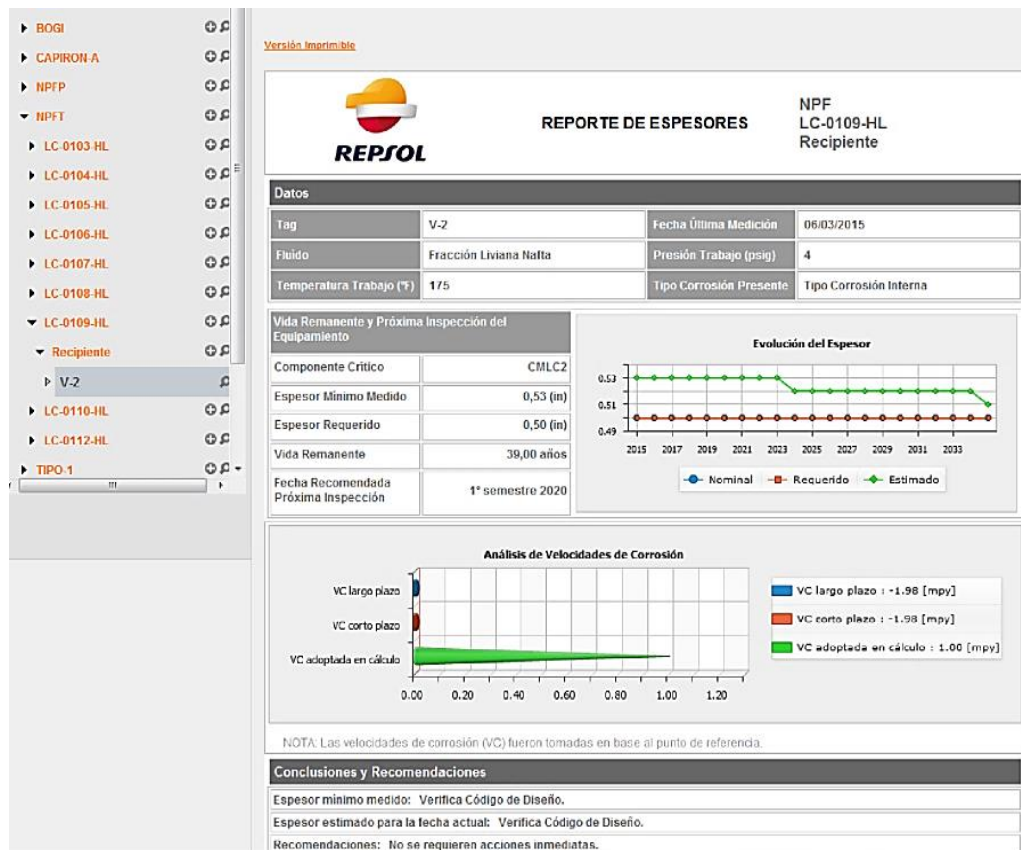 BOGI
CAPIRON-A
NPFP
NPFT
LC-0103-HL
LC-0104-HL
LC-0105-HL
LC-0106-HL
LC-0107-HL
LC-0108-HL
LC-0109-HL
Recipiente
V-2
LC-0110-HL
LC-0112-HL
TIPO-1
Versión Imprimible
REPSOL
REPORTE DE ESPESORES
NPF
LC-0109-HL
Recipiente
Datos
Tag V-2 Fecha Última Medición 06/03/2015
Fluido Fracción Liviana Nafta Presión Trabajo (psig) 4
Temperatura Trabajo (ºF) 175 Tipo Corrosión Presente Tipo Corrosión Interna
Vida Remanente y Próxima Inspección del
Equipamiento
Componente Critico CMLC2
Espesor Mínimo Medido 0,53 (in)
Espesor Requerido 0,50 (in)
Vida Remanente 39,00 años
Fecha Recomendada
Próxima Inspección 1º semestre 2020
Evolución del Espesor
0.53
0.51
0.49
2015 2017 2019 2021 2023 2025 2027 2029 2031 2033
Nominal Requerido Estimado
Análisis de Velocidades de Corrosión
VC largo plazo
VC corto plazo
VC adoptada en cálculo
0.00 0.20 0.40 0.60 0.80 1.00 1.20
VC largo plazo : -1.98 [mpy]
VC corto plazo : -1.98 [mpy]
VC adoptada en cálculo : 1.00 [mpy]
NOTA: Las velocidades de corrosión (VC) fueron tomadas en base al punto de referencia.
Conclusiones y Recomendaciones
Espesor mínimo medido: Verifica Código de Diseño.
Espesor estimado para la fecha actual: Verifica Código de Diseño.
Recomendaciones: No se requieren acciones inmediatas.